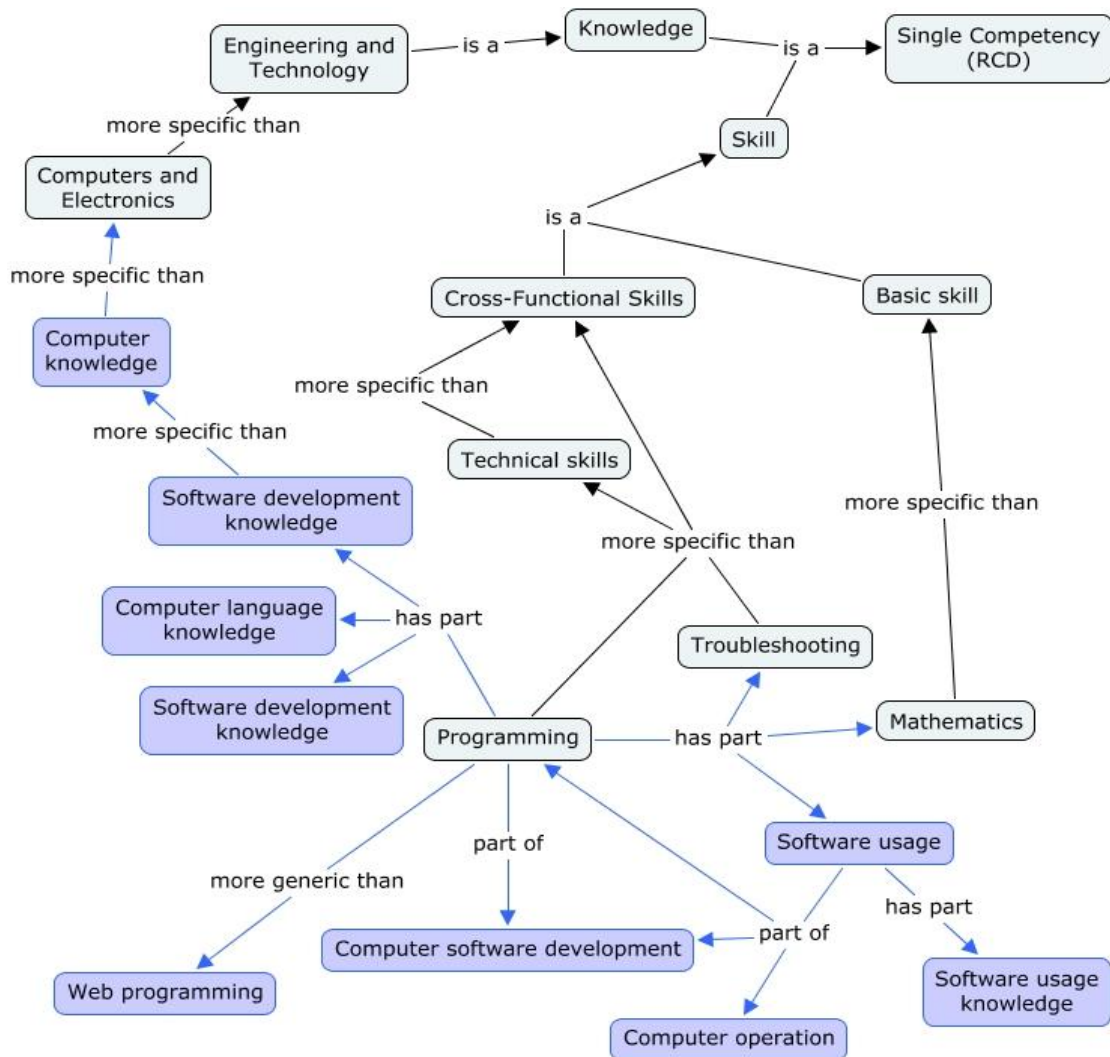 Engineering and
Technology
is a
Knowledge
is a
Single Competency
(RCD)
more specific than
Skill
Computers and
Electronics
is a
more specific than
Cross-Functional Skills
Basic skill
Computer
knowledge
more specific than
more specific than
Technical skills
Software development
knowledge
more specific than
more specific than
Computer language
knowledge
has part
Troubleshooting
Software development
knowledge
Programming
has part
Mathematics
part of
Software usage
more generic than
has part
Computer software development
part of
Web programming
Software usage
knowledge
Computer operation